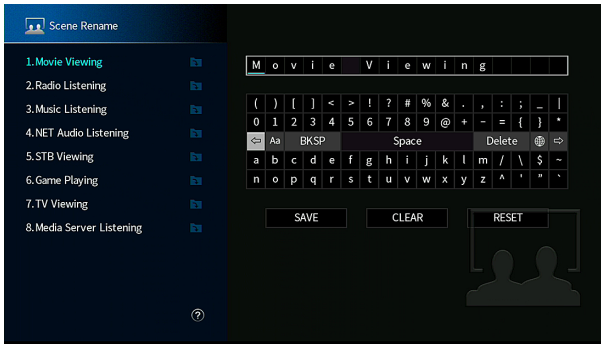 Scene Rename
1.Movie Viewing
2.Radio Listening
3.Music Listening
4.NET Audio Listening
5.STB Viewing
6.Game Playing
7.TV Viewing
8.Media Server Listening
?
Movie Viewing
( ) [ ] < > ! ? # % & . , : ; _ |
0 1 2 3 4 5 6 7 8 9 @ + - = { } *
⇦ Aa BKSP Space Delete ⇨
a b c d e f g h i j k l m / \ $ ~
n o p q r s t u v w x y z ^ ' " `
SAVE CLEAR RESET